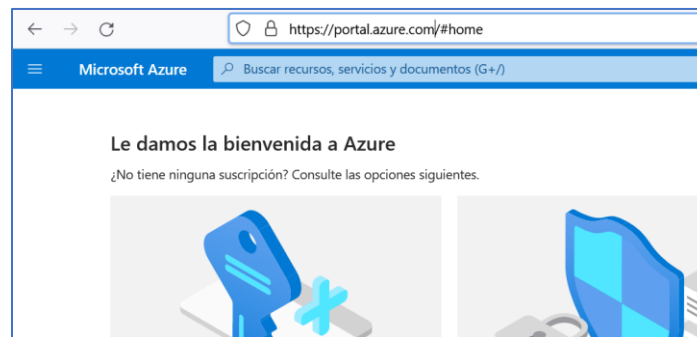 https://portal.azure.com/#home
Microsoft Azure Buscar recursos, servicios y documentos (G+/)
Le damos la bienvenida a Azure
¿No tiene ninguna suscripción? Consulte las opciones siguientes.